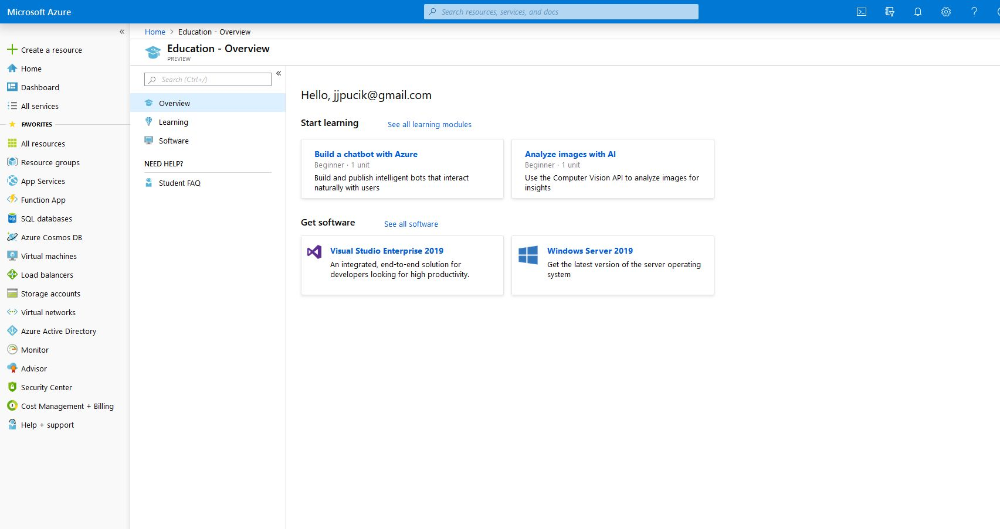 Microsoft Azure
Search resources, services, and docs
Create a resource
Home
Dashboard
All services
FAVORITES
All resources
Resource groups
App Services
Function App
SQL databases
Azure Cosmos DB
Virtual machines
Load balancers
Storage accounts
Virtual networks
Azure Active Directory
Monitor
Advisor
Security Center
Cost Management + Billing
Help + support
Home > Education - Overview
Education - Overview
PREVIEW
Search (Ctrl+/)
Overview
Learning
Software
NEED HELP?
Student FAQ
Hello, jjpucik@gmail.com
Start learning
See all learning modules
Build a chatbot with Azure
Beginner · 1 unit
Build and publish intelligent bots that interact
naturally with users
Analyze images with AI
Beginner · 1 unit
Use the Computer Vision API to analyze images for
insights
Get software
See all software
Visual Studio Enterprise 2019
An integrated, end-to-end solution for
developers looking for high productivity.
Windows Server 2019
Get the latest version of the server operating
system